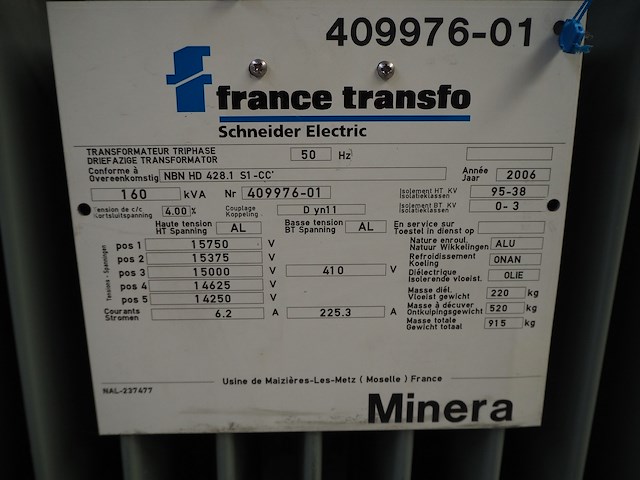 409976-01
france transfo
Schneider Electric
TRANSFORMATEUR TRIPHASE 50 Hz
DRIEFAZIGE TRANSFORMATOR
Conforme à
Overeenkomstig NBN HD 428.1 S1-CC' Année
Jaar 2006
160 kVA Nr 409976-01 Isolement HT KV
Isolatieklassen 95-38
Tension de c/c
Kortsluitspanning 4.00 % Couplage
Koppeling Dyn11 Isolement BT KV
Isolatieklassen 0-3
Haute tension
HT Spanning AL Basse tension
BT Spanning AL En service sur
Toestel in dienst op
Tensions - Spanningen
pos 1 15750 V Nature enroul.
Natuur Wikkelingen ALU
pos 2 15375 V Refroidissement
Koeling ONAN
pos 3 15000 V 410 V Diélectrique
Isolerende vloeist. OLIE
pos 4 14625 V Masse diél.
Vloeist gewicht 220 kg
pos 5 14250 V Masse à décuver
Ontkuipingsgewicht 520 kg
Courants
Stromen 6.2 A 225.3 A Masse totale
Gewicht totaal 915 kg
Usine de Maizières-Les-Metz ( Moselle ) France
NAL-237477
Minera